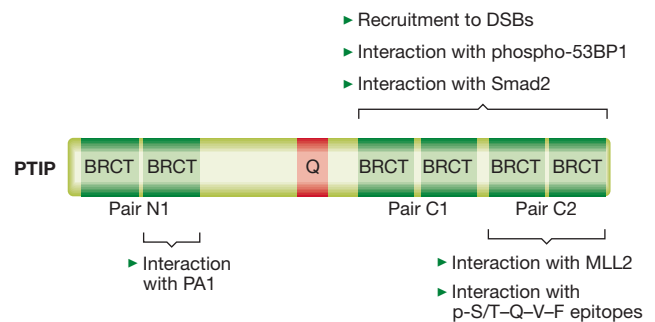 ► Recruitment to DSBs
► Interaction with phospho-53BP1
► Interaction with Smad2
PTIP BRCT BRCT Q BRCT BRCT BRCT BRCT
Pair N1 Pair C1 Pair C2
► Interaction
with PA1
► Interaction with MLL2
► Interaction with
p-S/T–Q–V–F epitopes